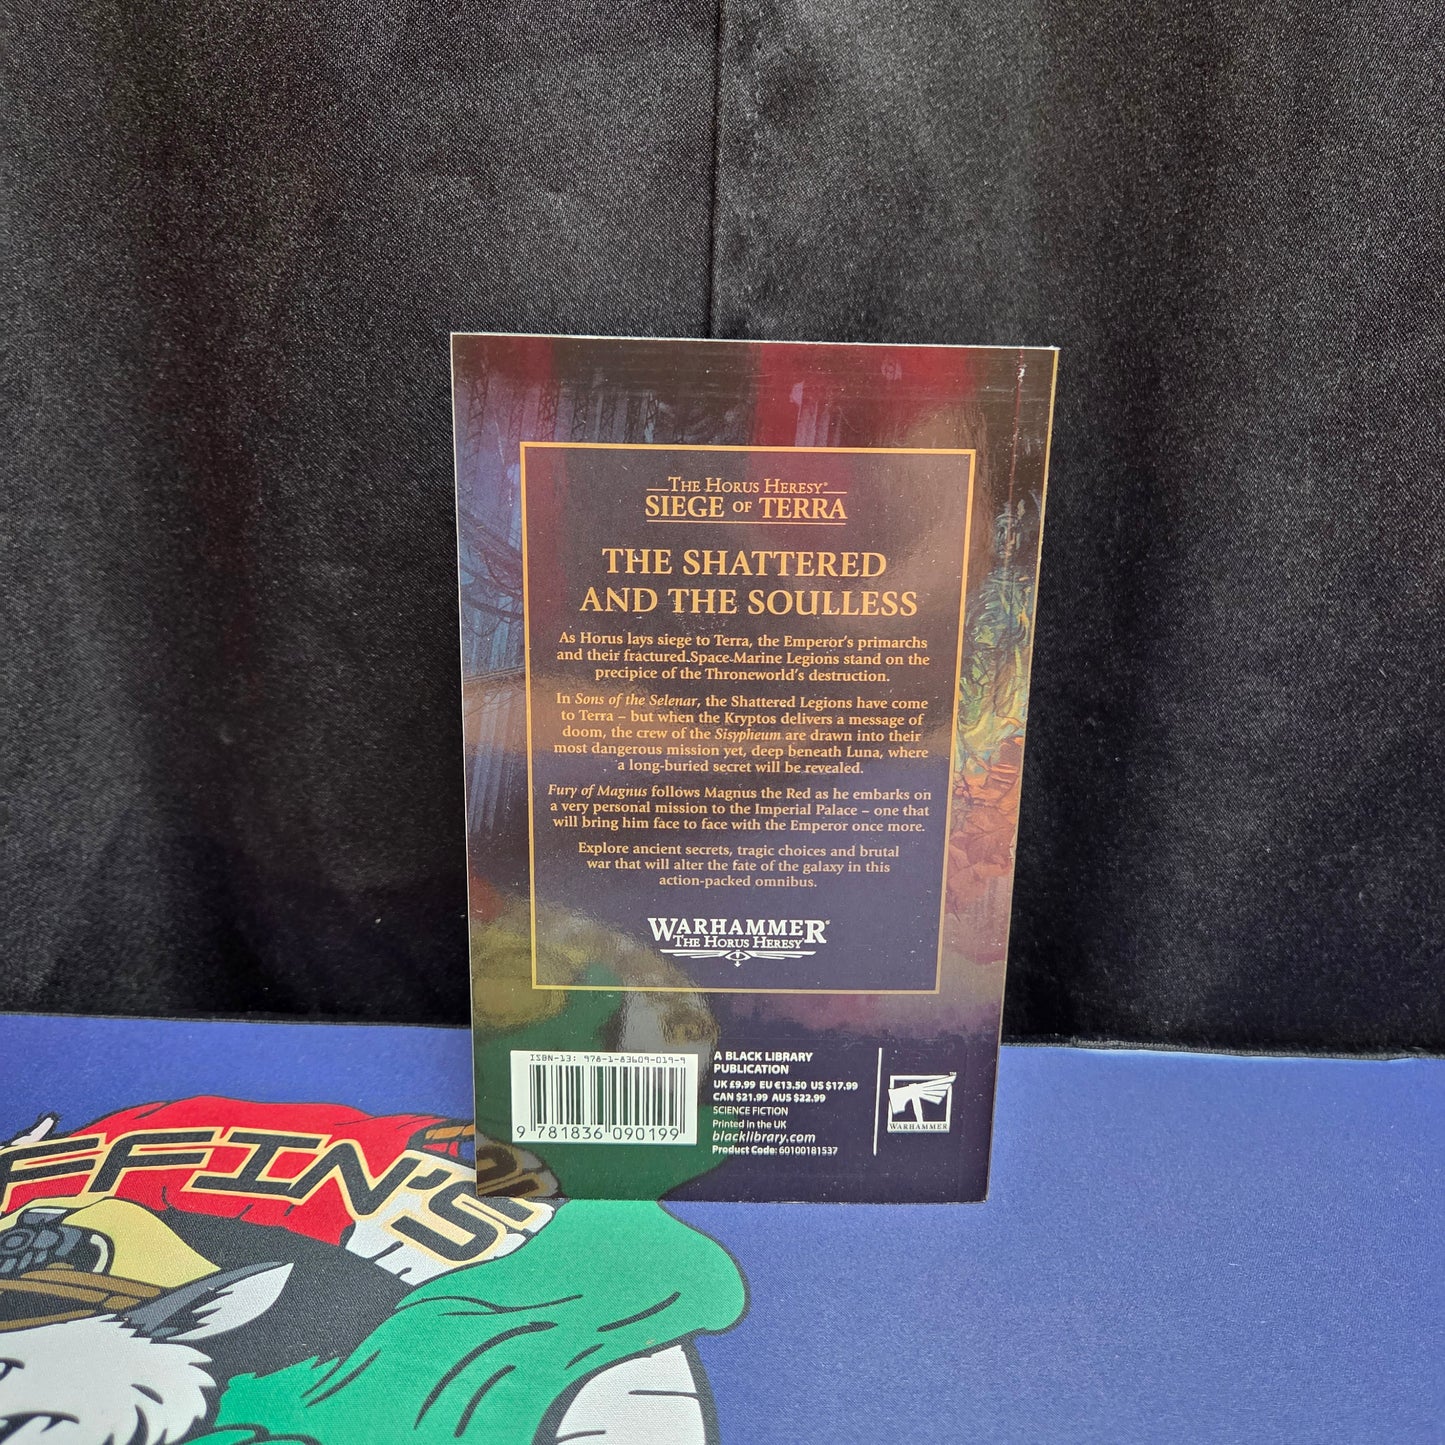 THE HORUS HERESY®
SIEGE OF TERRA
THE SHATTERED
AND THE SOULLESS
As Horus lays siege to Terra, the Emperor's primarchs
and their fractured Space Marine Legions stand on the
precipice of the Throneworld's destruction.
In Sons of the Selenar, the Shattered Legions have come
to Terra – but when the Kryptos delivers a message of
doom, the crew of the Sisypheum are drawn into their
most dangerous mission yet, deep beneath Luna, where
a long-buried secret will be revealed.
Fury of Magnus follows Magnus the Red as he embarks on
a very personal mission to the Imperial Palace – one that
will bring him face to face with the Emperor once more.
Explore ancient secrets, tragic choices and brutal
war that will alter the fate of the galaxy in this
action-packed omnibus.
WARHAMMER®
THE HORUS HERESY
ISBN-13: 978-1-83609-019-9
9 781836 090199
A BLACK LIBRARY
PUBLICATION
UK £9.99 EU €13.50 US $17.99
CAN $21.99 AUS $22.99
SCIENCE FICTION
Printed in the UK
blacklibrary.com
Product Code: 60100181537
WARHAMMER™
FFIN'S